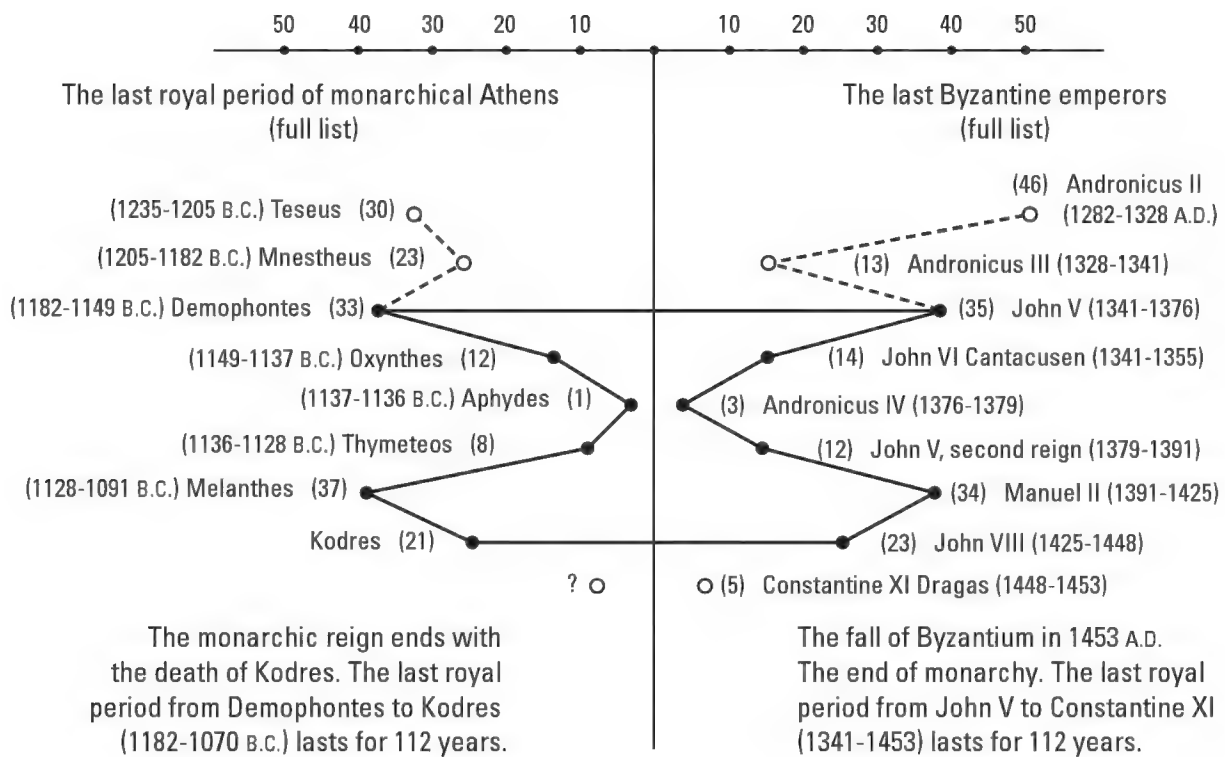 50 40 30 20 10 10 20 30 40 50
The last royal period of monarchical Athens
(full list)
The last Byzantine emperors
(full list)
(1235-1205 B.C.) Teseus (30)
(1205-1182 B.C.) Mnestheus (23)
(1182-1149 B.C.) Demophontes (33)
(1149-1137 B.C.) Oxynthes (12)
(1137-1136 B.C.) Aphydes (1)
(1136-1128 B.C.) Thymeteos (8)
(1128-1091 B.C.) Melanthes (37)
Kodres (21)
?
(46) Andronicus II
(1282-1328 A.D.)
(13) Andronicus III (1328-1341)
(35) John V (1341-1376)
(14) John VI Cantacusen (1341-1355)
(3) Andronicus IV (1376-1379)
(12) John V, second reign (1379-1391)
(34) Manuel II (1391-1425)
(23) John VIII (1425-1448)
(5) Constantine XI Dragas (1448-1453)
The monarchic reign ends with
the death of Kodres. The last royal
period from Demophontes to Kodres
(1182-1070 B.C.) lasts for 112 years.
The fall of Byzantium in 1453 A.D.
The end of monarchy. The last royal
period from John V to Constantine XI
(1341-1453) lasts for 112 years.